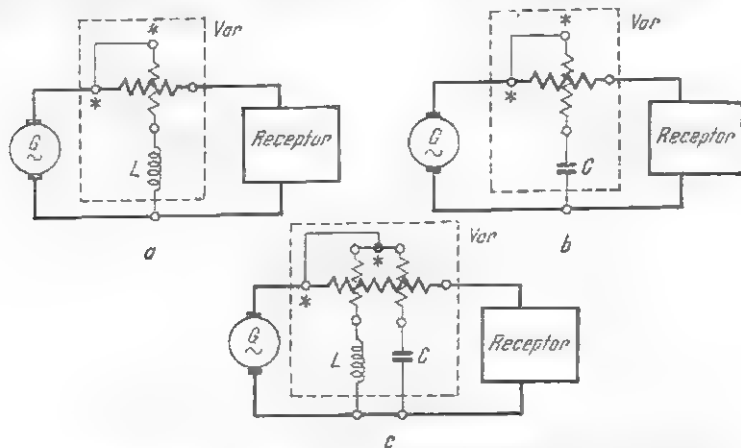 Var
*
*
G
~
L
Receptor
a
Var
*
*
G
~
C
Receptor
b
Var
*
*
G
~
L
C
Receptor
c